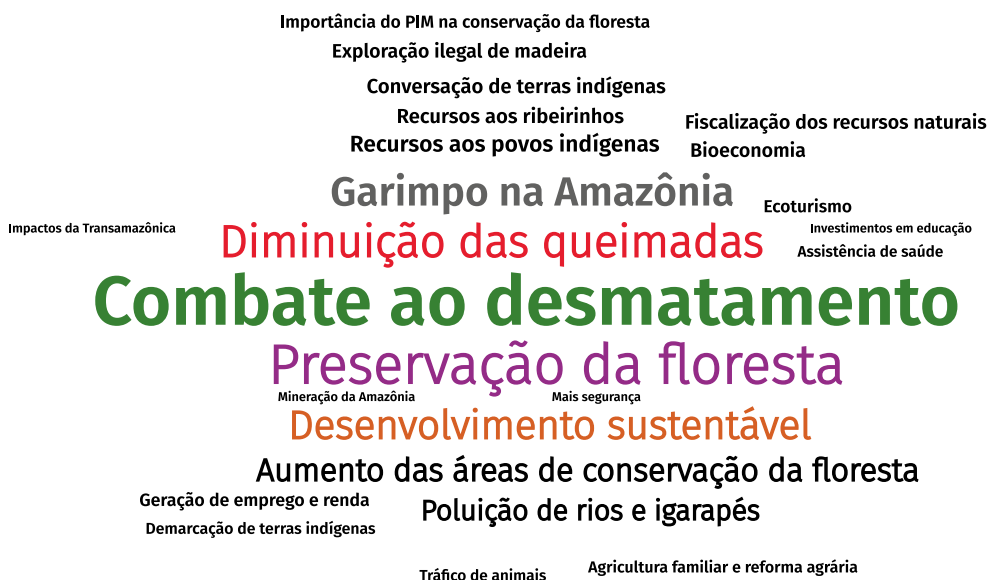 Importância do PIM na conservação da floresta
Exploração ilegal de madeira
Conversação de terras indígenas
Recursos aos ribeirinhos
Fiscalização dos recursos naturais
Recursos aos povos indígenas
Bioeconomia
Garimpo na Amazônia
Ecoturismo
Impactos da Transamazônica
Investimentos em educação
Diminuição das queimadas
Assistência de saúde
Combate ao desmatamento
Preservação da floresta
Mineração da Amazônia
Mais segurança
Desenvolvimento sustentável
Aumento das áreas de conservação da floresta
Geração de emprego e renda
Poluição de rios e igarapés
Demarcação de terras indígenas
Agricultura familiar e reforma agrária
Tráfico de animais